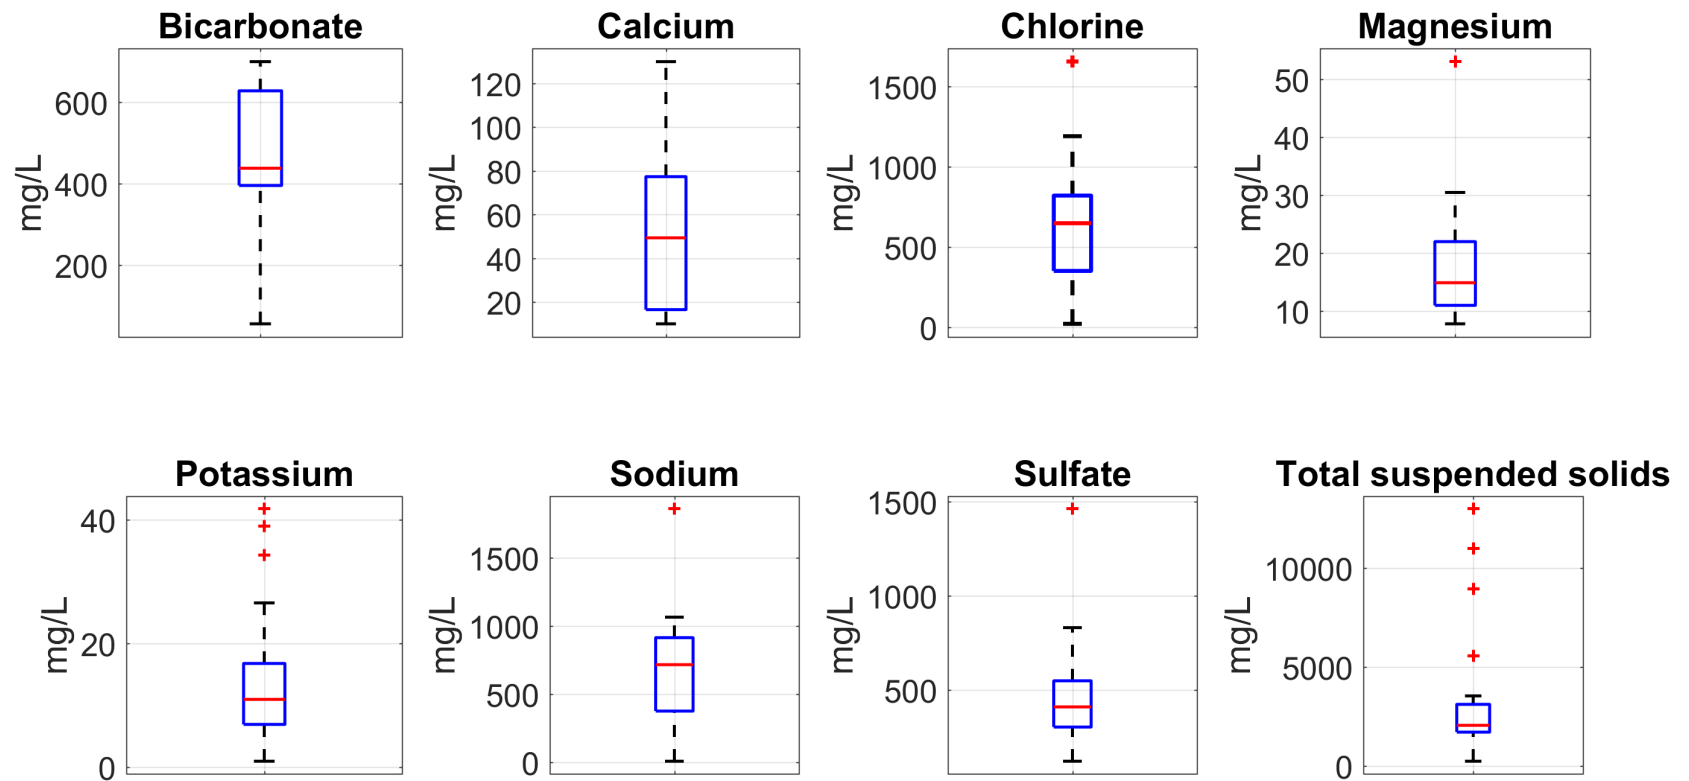 Bicarbonate
Calcium
Chlorine
Magnesium
mg/L
600
400
200
mg/L
120
100
80
60
40
20
mg/L
1500
1000
500
0
mg/L
50
40
30
20
10
Potassium
Sodium
Sulfate
Total suspended solids
mg/L
40
20
0
mg/L
1500
1000
500
0
mg/L
1500
1000
500
mg/L
10000
5000
0